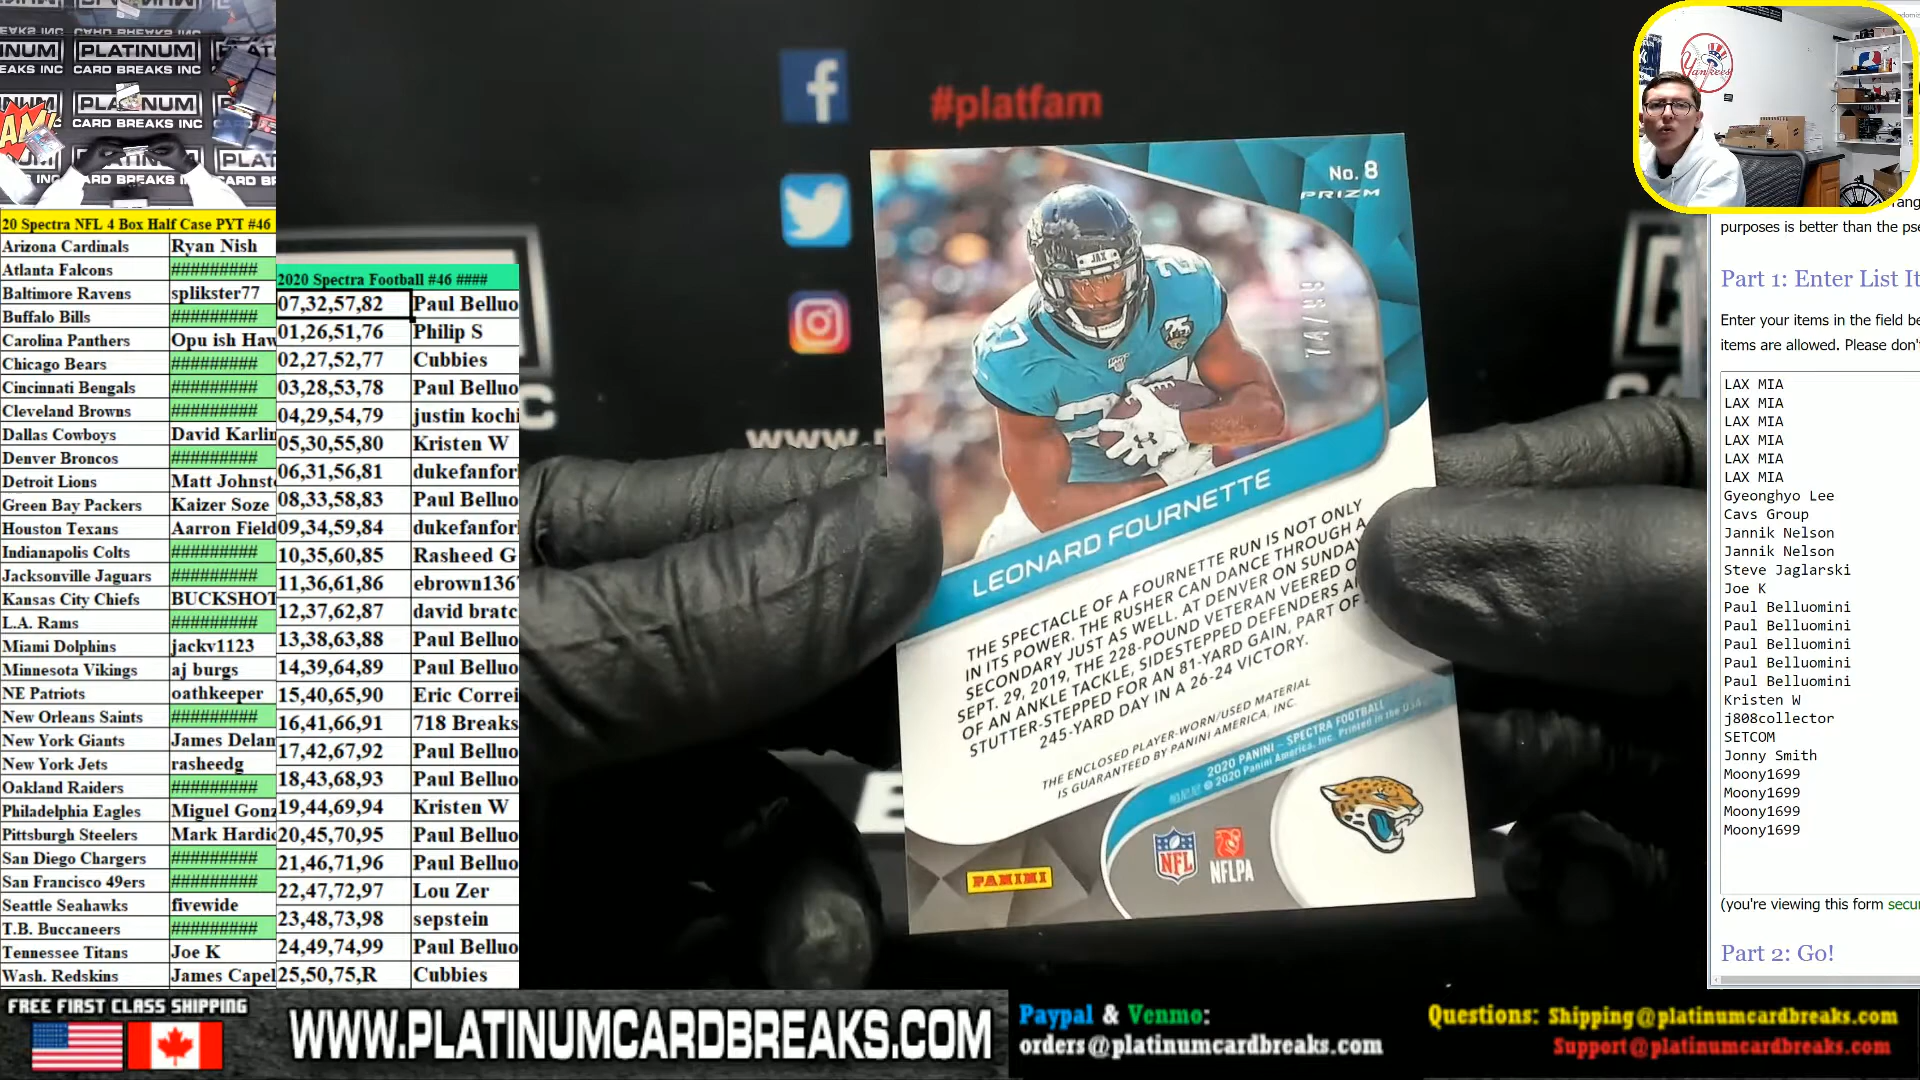 PLATINUM
CARD BREAKS INC
20 Spectra NFL 4 Box Half Case PYT #46
Arizona Cardinals Ryan Nish
Atlanta Falcons #########
Baltimore Ravens splikster77
Buffalo Bills #########
Carolina Panthers Opu ish Haw
Chicago Bears #########
Cincinnati Bengals #########
Cleveland Browns #########
Dallas Cowboys David Karlin
Denver Broncos #########
Detroit Lions Matt Johnst
Green Bay Packers Kaizer Soze
Houston Texans Aarron Field
Indianapolis Colts #########
Jacksonville Jaguars #########
Kansas City Chiefs BUCKSHOT
L.A. Rams #########
Miami Dolphins jackv1123
Minnesota Vikings aj burgs
NE Patriots oathkeeper
New Orleans Saints #########
New York Giants James Delan
New York Jets rasheedg
Oakland Raiders #########
Philadelphia Eagles Miguel Gonz
Pittsburgh Steelers Mark Hardic
San Diego Chargers #########
San Francisco 49ers #########
Seattle Seahawks fivewide
T.B. Buccaneers #########
Tennessee Titans Joe K
Wash. Redskins James Capel
2020 Spectra Football #46 ####
07,32,57,82 Paul Belluo
01,26,51,76 Philip S
02,27,52,77 Cubbies
03,28,53,78 Paul Belluo
04,29,54,79 justin kochi
05,30,55,80 Kristen W
06,31,56,81 dukefanfor
08,33,58,83 Paul Belluo
09,34,59,84 dukefanfor
10,35,60,85 Rasheed G
11,36,61,86 ebrown136
12,37,62,87 david bratc
13,38,63,88 Paul Belluo
14,39,64,89 Paul Belluo
15,40,65,90 Eric Correi
16,41,66,91 718 Breaks
17,42,67,92 Paul Belluo
18,43,68,93 Paul Belluo
19,44,69,94 Kristen W
20,45,70,95 Paul Belluo
21,46,71,96 Paul Belluo
22,47,72,97 Lou Zer
23,48,73,98 sepstein
24,49,74,99 Paul Belluo
25,50,75,R Cubbies
#platfam
www.
No. 8
PRIZM
74/99
JAX
27
LEONARD FOURNETTE
THE SPECTACLE OF A FOURNETTE RUN IS NOT ONLY
IN ITS POWER. THE RUSHER CAN DANCE THROUGH A
SECONDARY JUST AS WELL. AT DENVER ON SUNDAY
SEPT. 29, 2019, THE 228-POUND VETERAN VEERED O
OF AN ANKLE TACKLE, SIDESTEPPED DEFENDERS A
STUTTER-STEPPED FOR AN 81-YARD GAIN, PART OF
245-YARD DAY IN A 26-24 VICTORY.
THE ENCLOSED PLAYER-WORN/USED MATERIAL
IS GUARANTEED BY PANINI AMERICA, INC.
2020 PANINI – SPECTRA FOOTBALL
© 2020 Panini America, Inc. Printed in the USA.
PANINI
NFL
NFLPA
Yankees
purposes is better than the pse
Part 1: Enter List It
Enter your items in the field be
items are allowed. Please don'
LAX MIA
LAX MIA
LAX MIA
LAX MIA
LAX MIA
LAX MIA
Gyeonghyo Lee
Cavs Group
Jannik Nelson
Jannik Nelson
Steve Jaglarski
Joe K
Paul Belluomini
Paul Belluomini
Paul Belluomini
Paul Belluomini
Paul Belluomini
Kristen W
j808collector
SETCOM
Jonny Smith
Moony1699
Moony1699
Moony1699
Moony1699
(you're viewing this form secur
Part 2: Go!
FREE FIRST CLASS SHIPPING
WWW.PLATINUMCARDBREAKS.COM
Paypal & Venmo:
orders@platinumcardbreaks.com
Questions: Shipping@platinumcardbreaks.com
Support@platinumcardbreaks.com